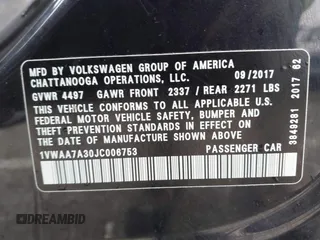 MFD. BY VOLKSWAGEN GROUP OF AMERICA
CHATTANOOGA OPERATIONS, LLC. 09/2017
GVWR 4497 GAWR FRONT 2337 / REAR 2271 LBS
THIS VEHICLE CONFORMS TO ALL APPLICABLE U.S.
FEDERAL MOTOR VEHICLE SAFETY, BUMPER AND
THEFT PREVENTION STANDARDS IN EFFECT ON THE
DATE OF MANUFACTURE SHOWN ABOVE.
1VWAA7A30JC006753 PASSENGER CAR
3849281 2017 62
DREAMBID